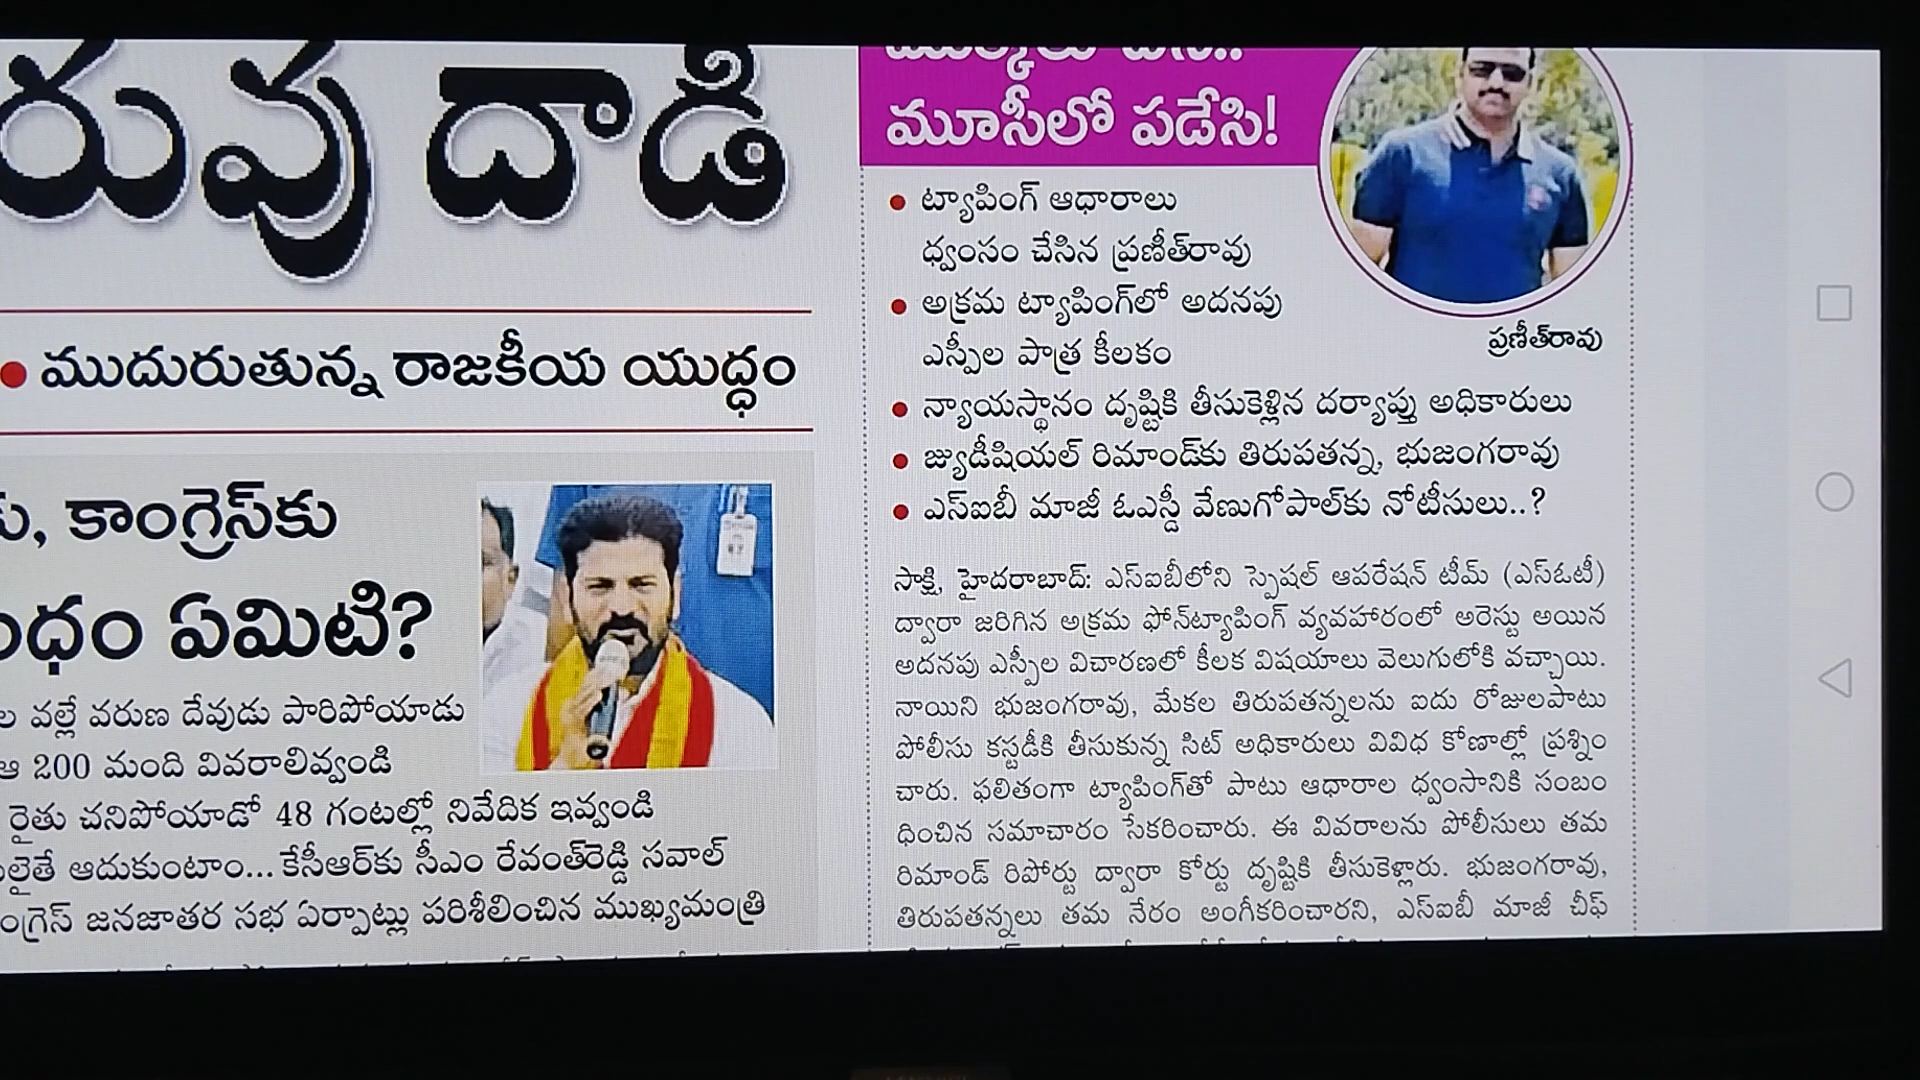 రువు దాడి
ముదురుతున్న రాజకీయ యుద్ధం
కాంగ్రెస్‌కు
ఏమిటి?
వల్లే వరుణ దేవుడు పారిపోయాడు
ఆ 200 మంది వివరాలివ్వండి
రైతు చనిపోయాడో 48 గంటల్లో నివేదిక ఇవ్వండి
ఆదుకుంటాం... కేసీఆర్‌కు సీఎం రేవంత్‌రెడ్డి సవాల్
జనజాతర సభ ఏర్పాట్లు పరిశీలించిన ముఖ్యమంత్రి
మూసీలో పడేసి!
• ట్యాపింగ్ ఆధారాలు
ధ్వంసం చేసిన ప్రణీత్‌రావు
• అక్రమ ట్యాపింగ్‌లో అదనపు
ఎస్పీల పాత్ర కీలకం
ప్రణీత్‌రావు
• న్యాయస్థానం దృష్టికి తీసుకెళ్లిన దర్యాప్తు అధికారులు
• జ్యుడీషియల్ రిమాండ్‌కు తిరుపతన్న, భుజంగరావు
• ఎస్ఐబీ మాజీ ఓఎస్డీ వేణుగోపాల్‌కు నోటీసులు..?
సాక్షి, హైదరాబాద్: ఎస్ఐబీలోని స్పెషల్ ఆపరేషన్ టీమ్ (ఎస్ఓటీ)
ద్వారా జరిగిన అక్రమ ఫోన్‌ట్యాపింగ్ వ్యవహారంలో అరెస్టు అయిన
అదనపు ఎస్పీల విచారణలో కీలక విషయాలు వెలుగులోకి వచ్చాయి.
నాయిని భుజంగరావు, మేకల తిరుపతన్నలను ఐదు రోజులపాటు
పోలీసు కస్టడీకి తీసుకున్న సిట్ అధికారులు వివిధ కోణాల్లో ప్రశ్నిం
చారు. ఫలితంగా ట్యాపింగ్‌తో పాటు ఆధారాల ధ్వంసానికి సంబం
ధించిన సమాచారం సేకరించారు. ఈ వివరాలను పోలీసులు తమ
రిమాండ్ రిపోర్టు ద్వారా కోర్టు దృష్టికి తీసుకెళ్లారు. భుజంగరావు,
తిరుపతన్నలు తమ నేరం అంగీకరించారని, ఎస్ఐబీ మాజీ చీఫ్